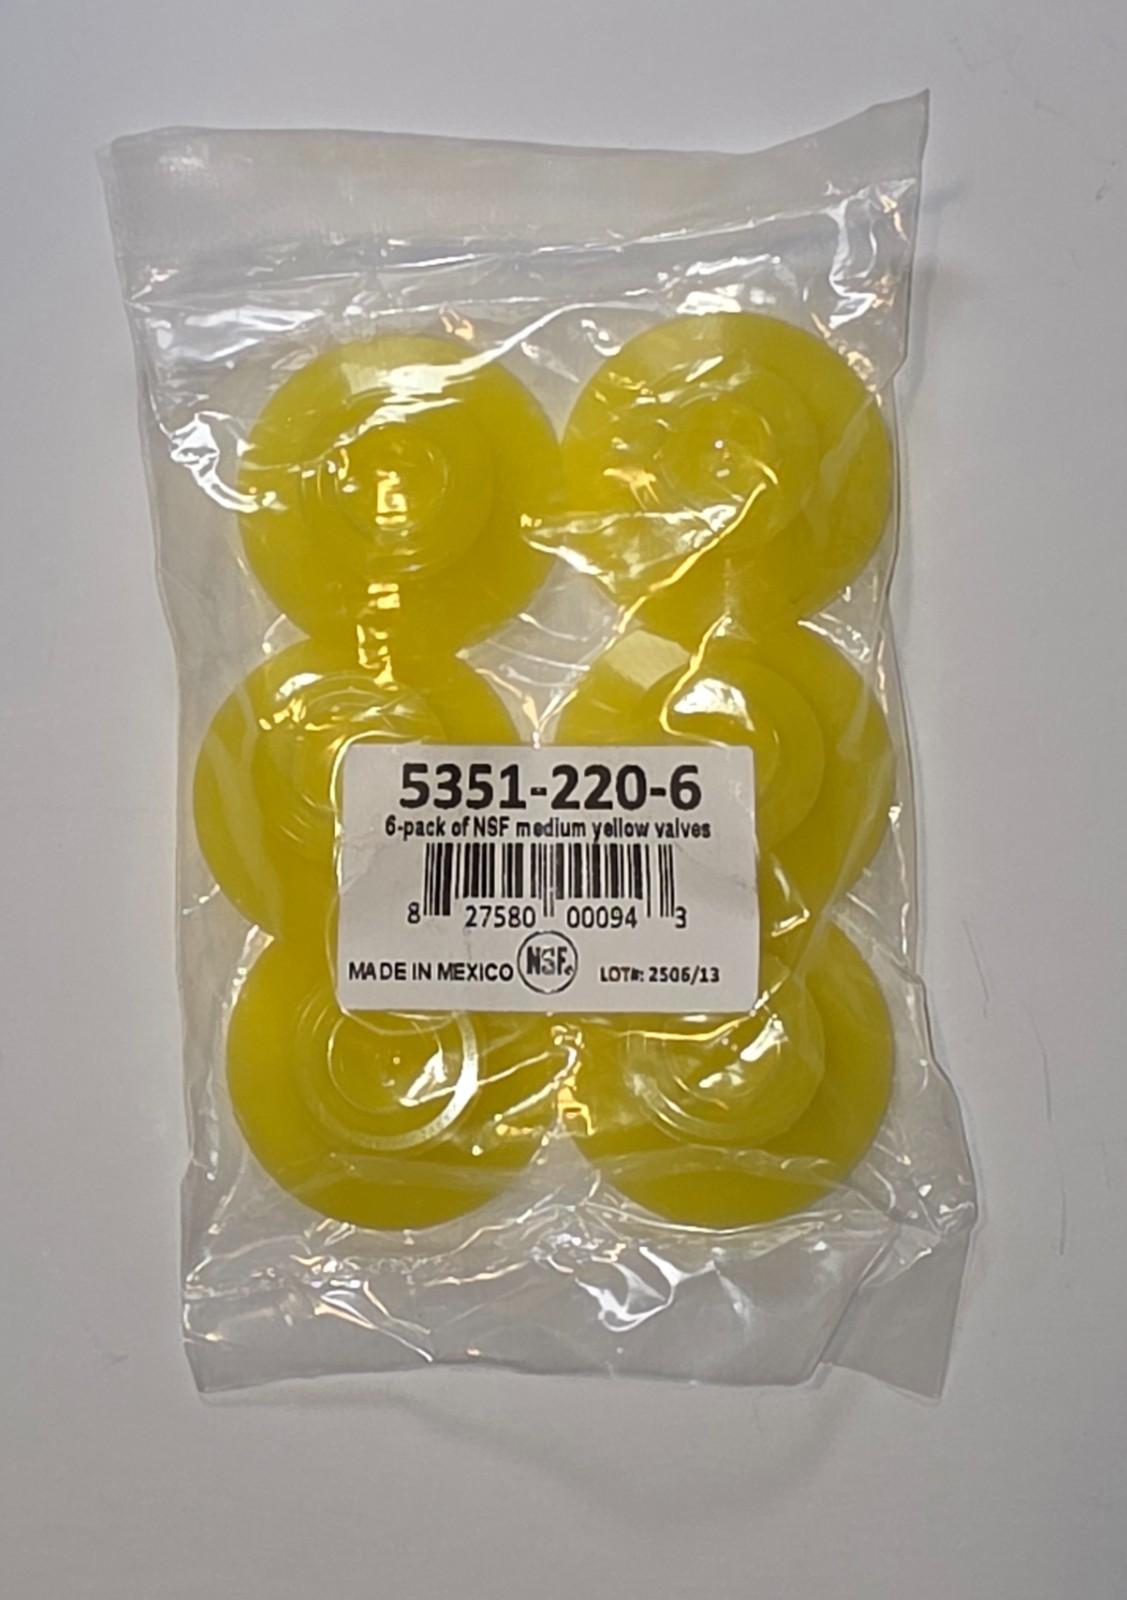 5351-220-6
6-pack of NSF medium yellow valves
8 27580 00094 3
MADE IN MEXICO NSF. LOT#: 2506/13